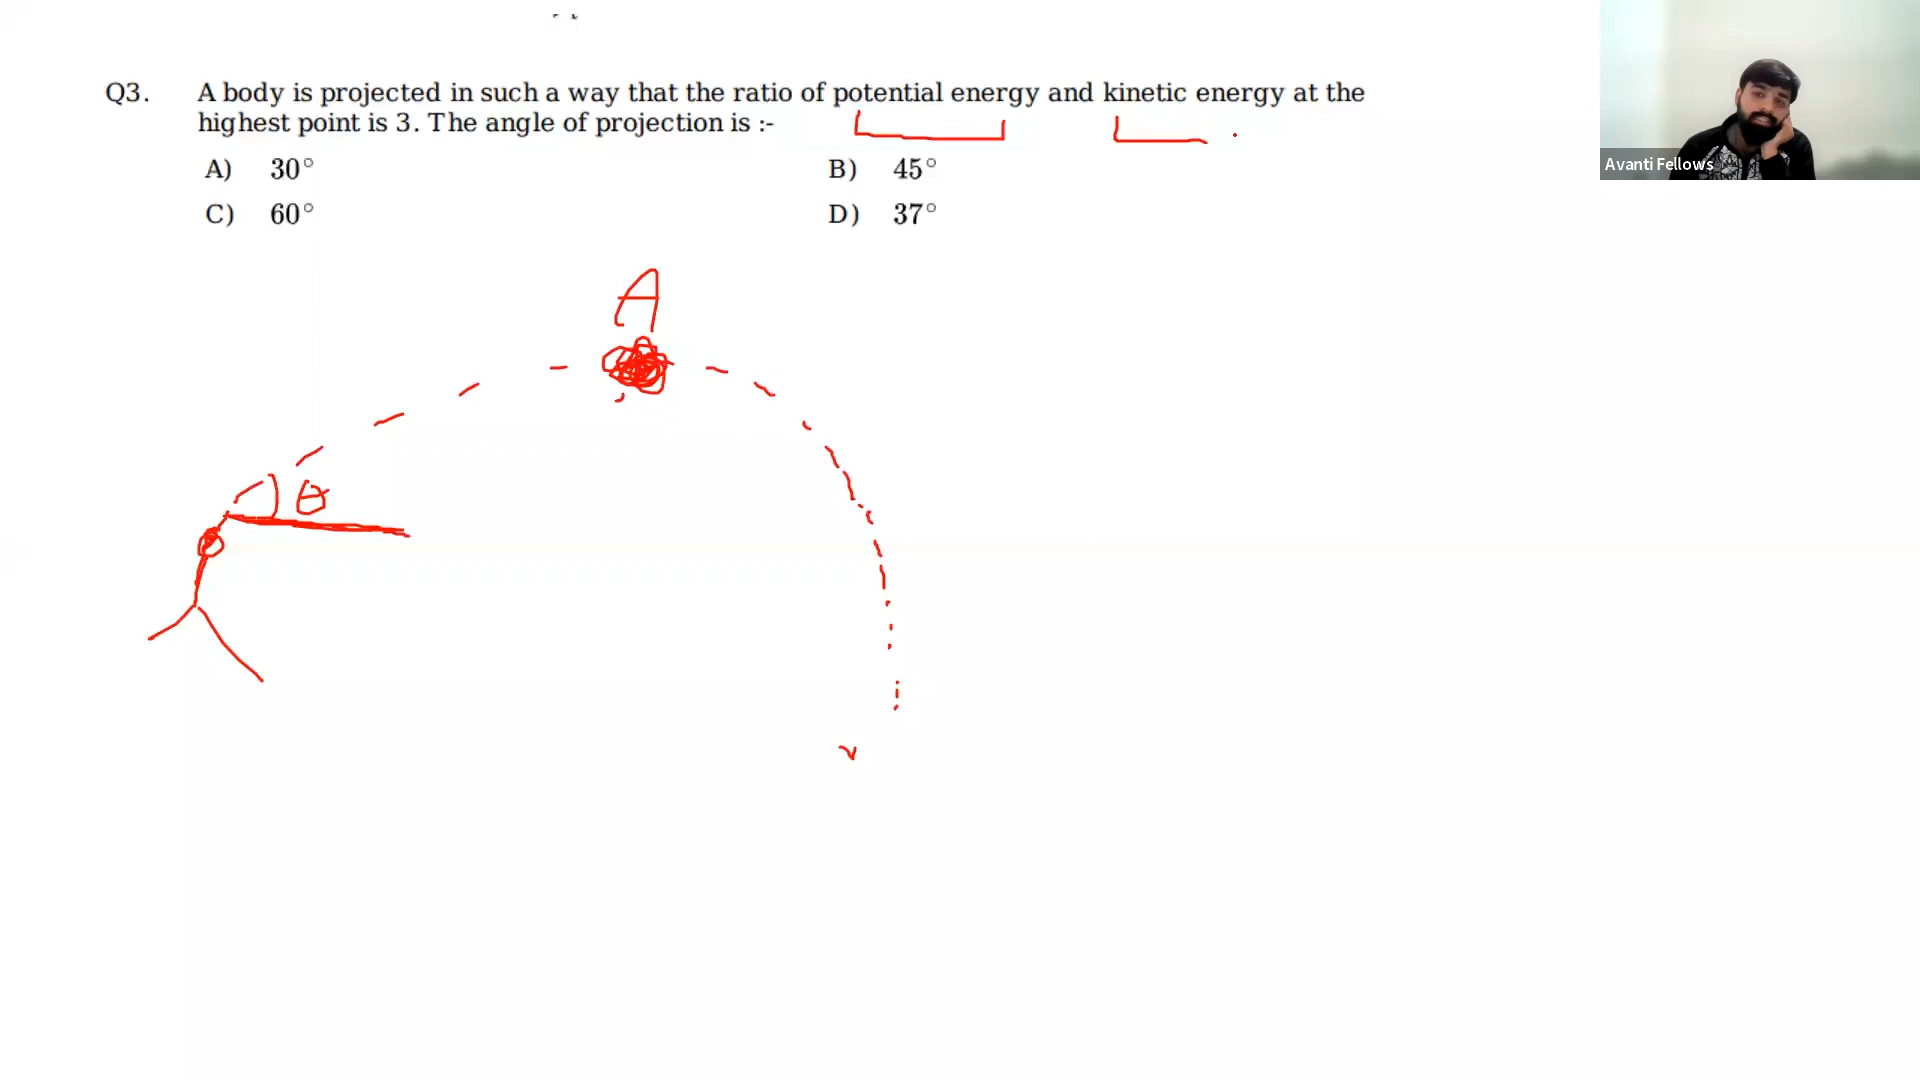 Q3. A body is projected in such a way that the ratio of potential energy and kinetic energy at the
highest point is 3. The angle of projection is :-
A) 30° B) 45°
C) 60° D) 37°
Avanti Fellows
A
θ